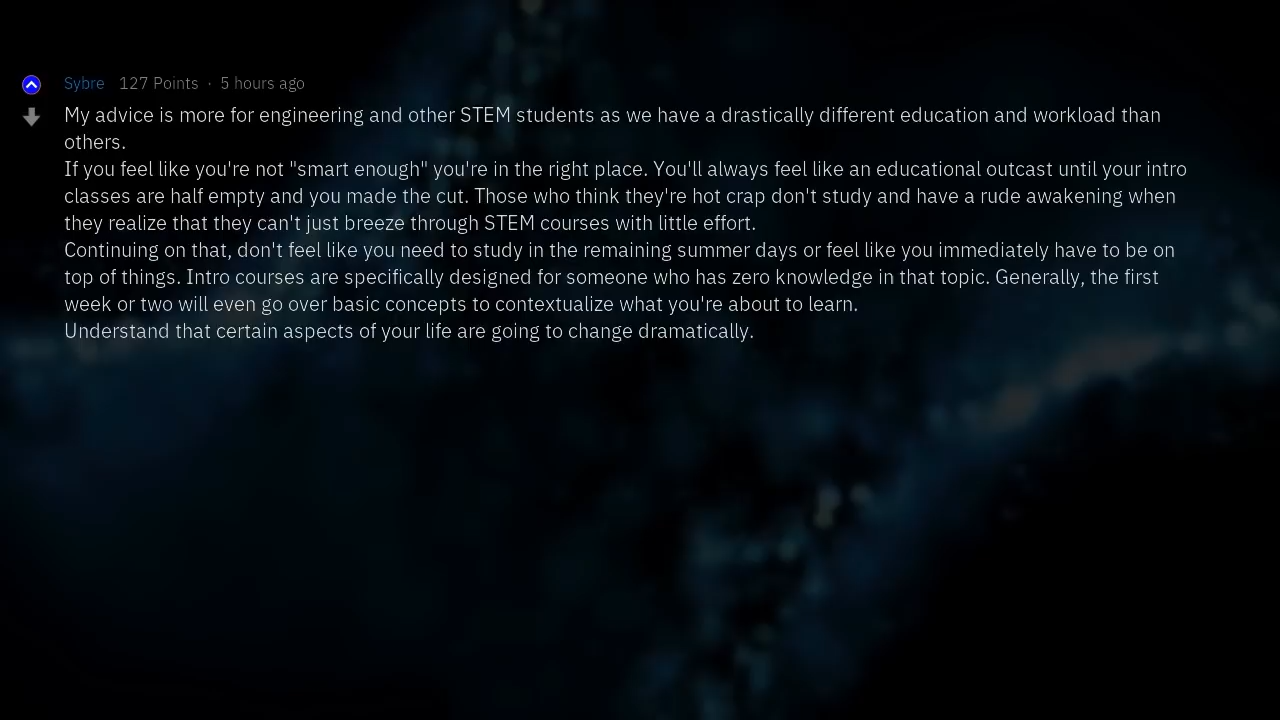 Sybre 127 Points · 5 hours ago
My advice is more for engineering and other STEM students as we have a drastically different education and workload than
others.
If you feel like you're not "smart enough" you're in the right place. You'll always feel like an educational outcast until your intro
classes are half empty and you made the cut. Those who think they're hot crap don't study and have a rude awakening when
they realize that they can't just breeze through STEM courses with little effort.
Continuing on that, don't feel like you need to study in the remaining summer days or feel like you immediately have to be on
top of things. Intro courses are specifically designed for someone who has zero knowledge in that topic. Generally, the first
week or two will even go over basic concepts to contextualize what you're about to learn.
Understand that certain aspects of your life are going to change dramatically.